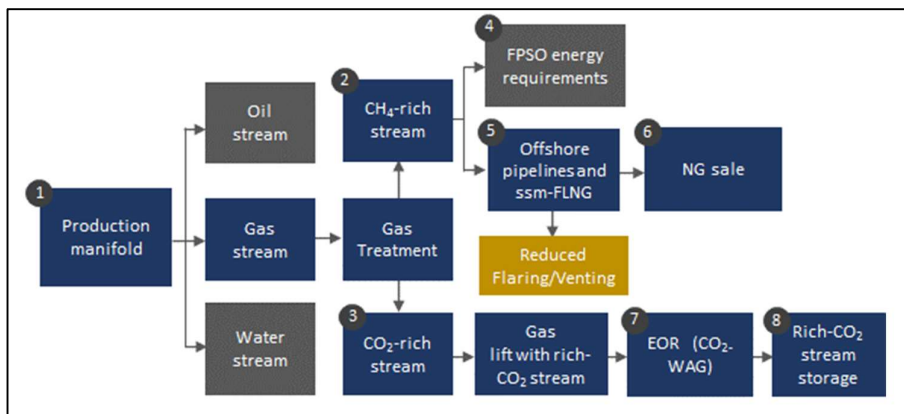 1
Production
manifold
Oil
stream
Gas
stream
Water
stream
Gas
Treatment
2
CH₄-rich
stream
3
CO₂-rich
stream
4
FPSO energy
requirements
5
Offshore
pipelines and
ssm-FLNG
6
NG sale
Reduced
Flaring/Venting
Gas
lift with rich-
CO₂ stream
7
EOR (CO₂-
WAG)
8
Rich-CO₂
stream
storage